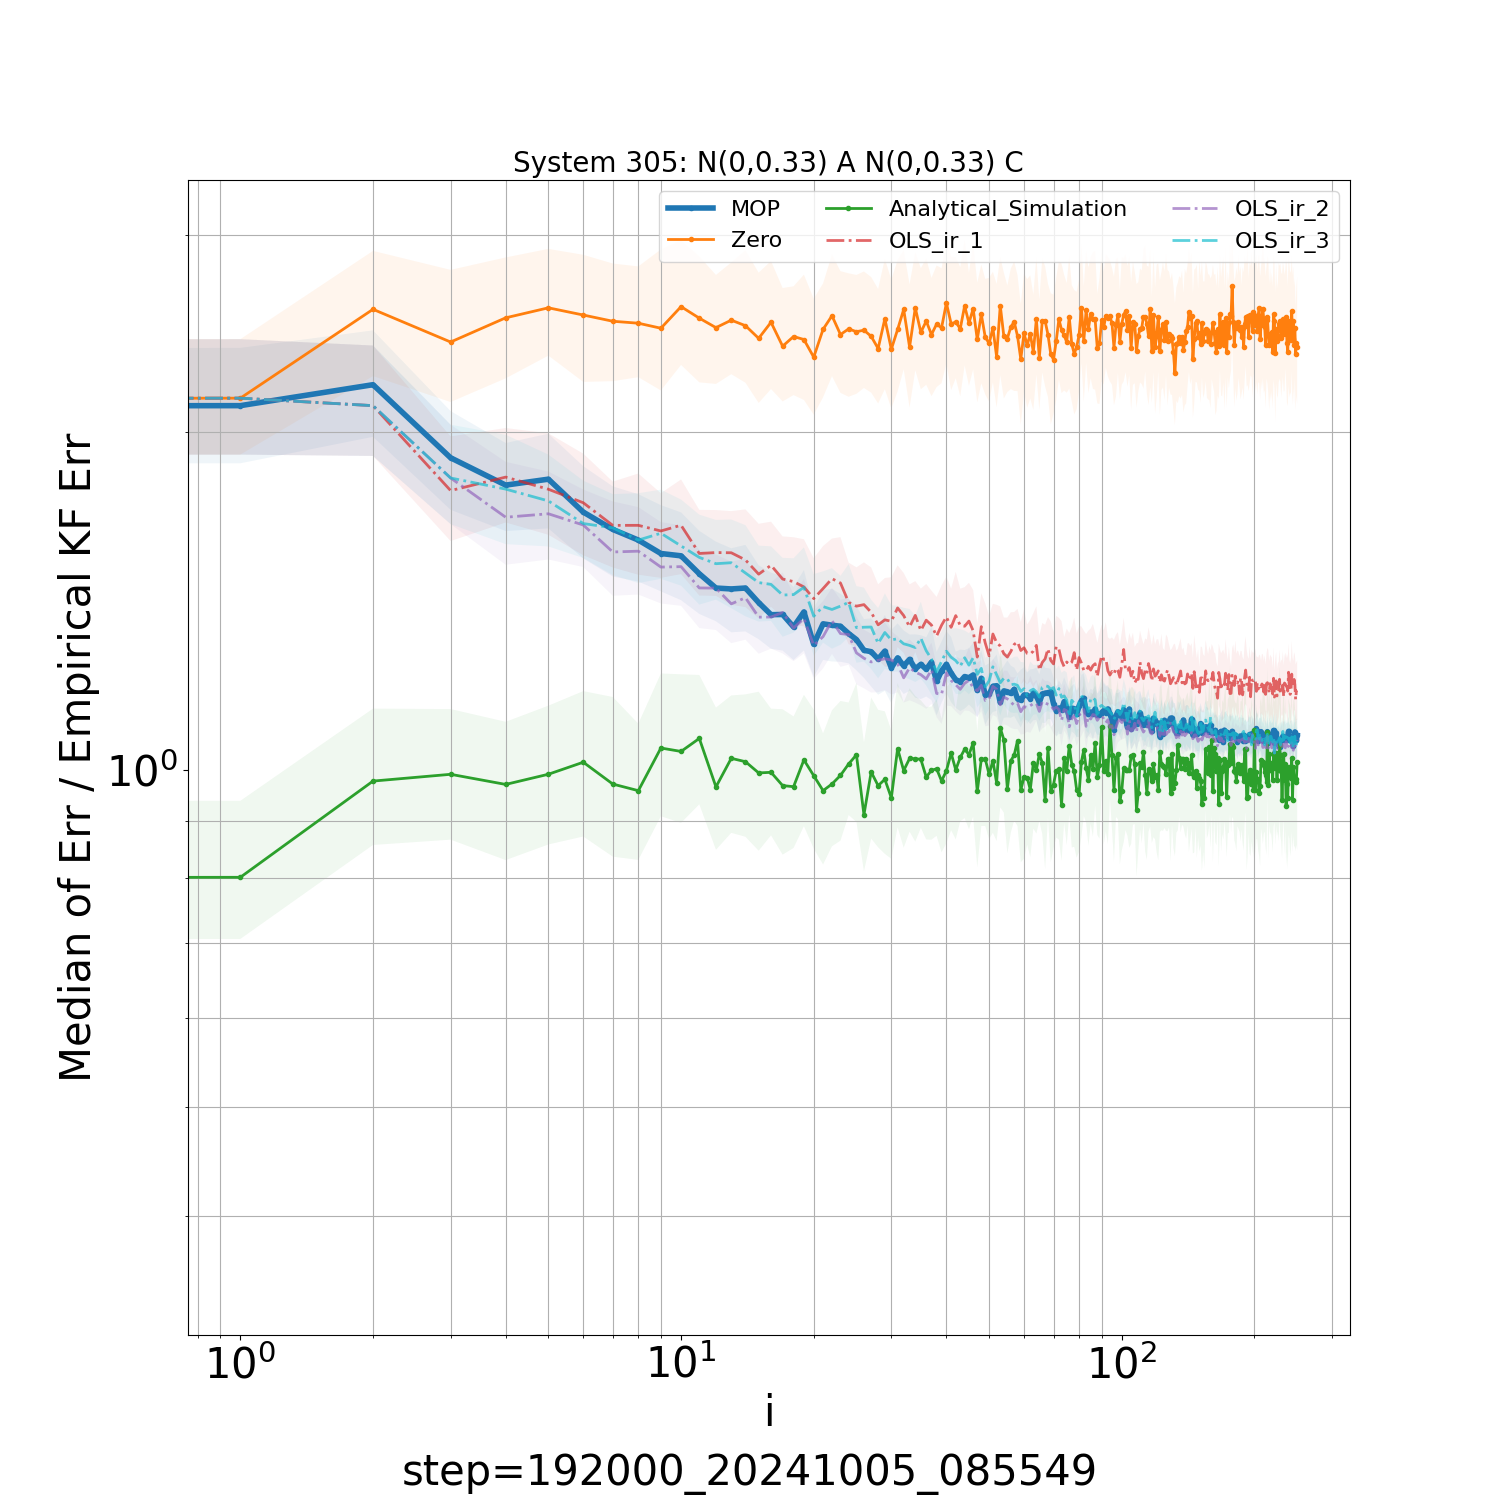 System 305: N(0,0.33) A N(0,0.33) C
MOP
Zero
Analytical_Simulation
OLS_ir_1
OLS_ir_2
OLS_ir_3
Median of Err / Empirical KF Err
10⁰
10⁰ 10¹ 10²
i
step=192000_20241005_085549